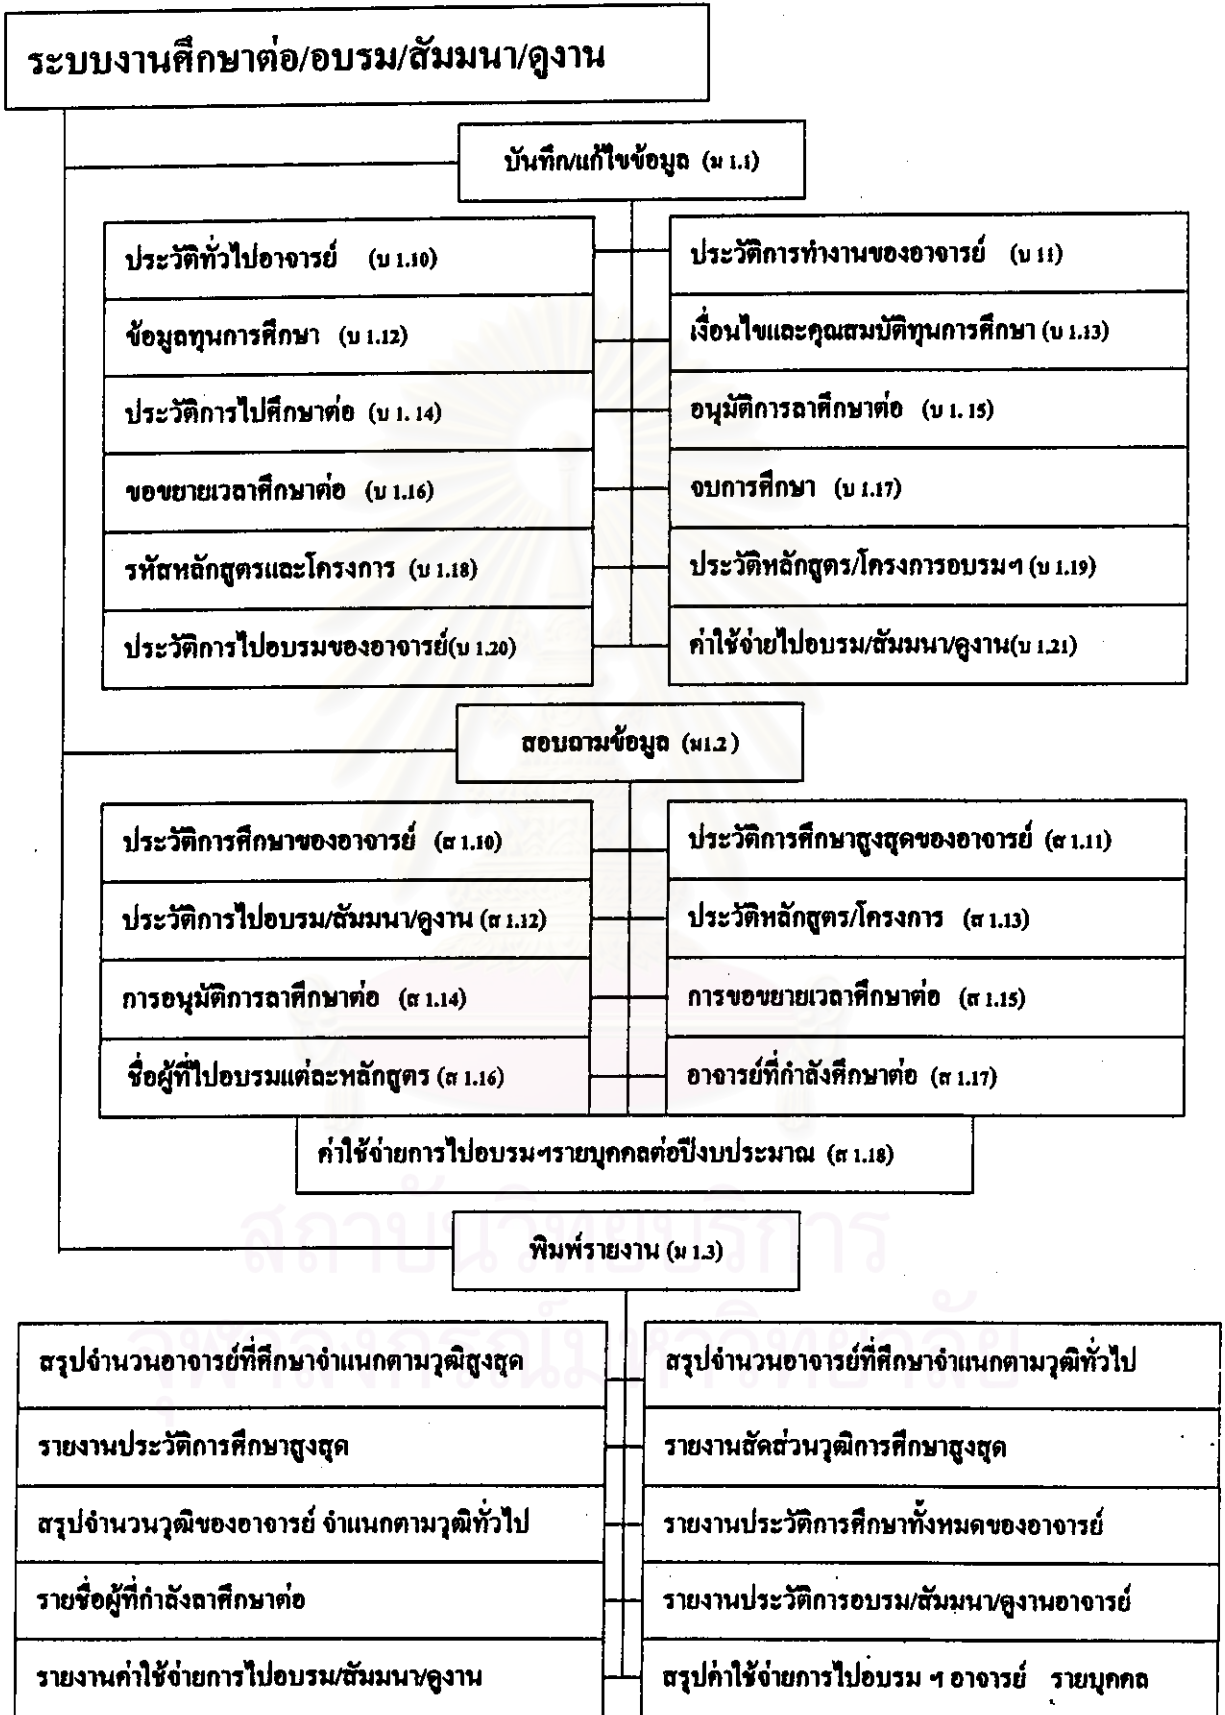 ระบบงานศึกษาต่อ/อบรม/สัมมนา/ดูงาน
บันทึก/แก้ไขข้อมูล (ม 1.1)
ประวัติทั่วไปอาจารย์ (บ 1.10)
ประวัติการทำงานของอาจารย์ (บ 11)
ข้อมูลทุนการศึกษา (บ 1.12)
เงื่อนไขและคุณสมบัติทุนการศึกษา (บ 1.13)
ประวัติการไปศึกษาต่อ (บ 1. 14)
อนุมัติการลาศึกษาต่อ (บ 1. 15)
ขอขยายเวลาศึกษาต่อ (บ 1.16)
จบการศึกษา (บ 1.17)
รหัสหลักสูตรและโครงการ (บ 1.18)
ประวัติหลักสูตร/โครงการอบรมฯ (บ 1.19)
ประวัติการไปอบรมของอาจารย์(บ 1.20)
ค่าใช้จ่ายไปอบรม/สัมมนา/ดูงาน(บ 1.21)
สอบถามข้อมูล (ม1.2 )
ประวัติการศึกษาของอาจารย์ (ส 1.10)
ประวัติการศึกษาสูงสุดของอาจารย์ (ส 1.11)
ประวัติการไปอบรม/สัมมนา/ดูงาน (ส 1.12)
ประวัติหลักสูตร/โครงการ (ส 1.13)
การอนุมัติการลาศึกษาต่อ (ส 1.14)
การขอขยายเวลาศึกษาต่อ (ส 1.15)
ชื่อผู้ที่ไปอบรมแต่ละหลักสูตร (ส 1.16)
อาจารย์ที่กำลังศึกษาต่อ (ส 1.17)
ค่าใช้จ่ายการไปอบรมฯรายบุคคลต่อปีงบประมาณ (ส 1.18)
สถาบันวิทยบริการ
พิมพ์รายงาน (ม 1.3)
จุฬาลงกรณ์มหาวิทยาลัย
สรุปจำนวนอาจารย์ที่ศึกษาจำแนกตามวุฒิสูงสุด
สรุปจำนวนอาจารย์ที่ศึกษาจำแนกตามวุฒิทั่วไป
รายงานประวัติการศึกษาสูงสุด
รายงานสัดส่วนวุฒิการศึกษาสูงสุด
สรุปจำนวนวุฒิของอาจารย์ จำแนกตามวุฒิทั่วไป
รายงานประวัติการศึกษาทั้งหมดของอาจารย์
รายชื่อผู้ที่กำลังลาศึกษาต่อ
รายงานประวัติการอบรม/สัมมนา/ดูงานอาจารย์
รายงานค่าใช้จ่ายการไปอบรม/สัมมนา/ดูงาน
สรุปค่าใช้จ่ายการไปอบรม ฯ อาจารย์ รายบุคคล